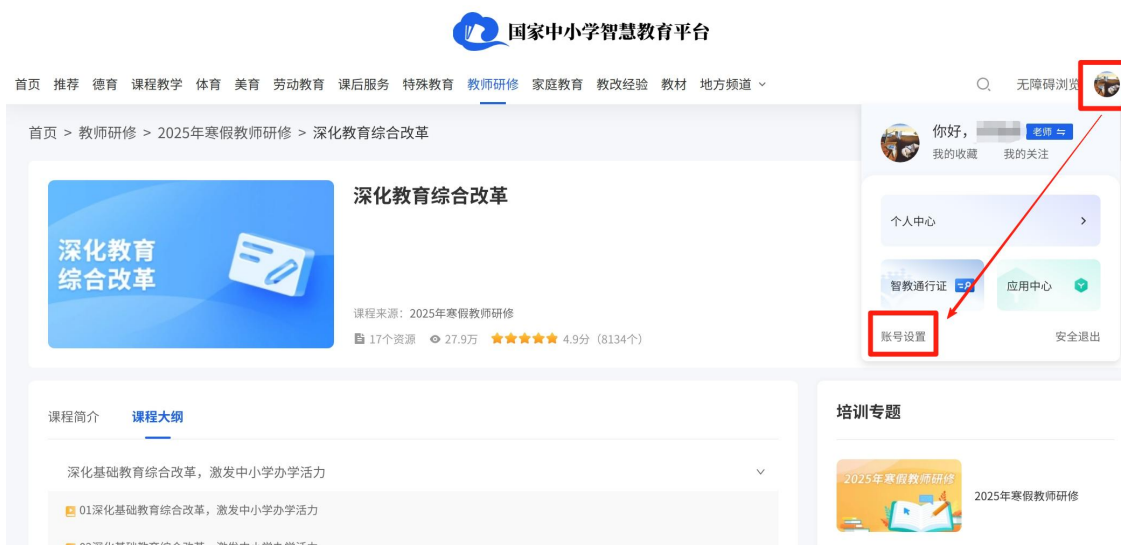 国家中小学智慧教育平台
首页 推荐 德育 课程教学 体育 美育 劳动教育 课后服务 特殊教育 教师研修 家庭教育 教改经验 教材 地方频道 无障碍浏览
首页 > 教师研修 > 2025年寒假教师研修 > 深化教育综合改革
你好， 老师
我的收藏 我的关注
深化教育综合改革
深化教育
综合改革
课程来源：2025年寒假教师研修
17个资源 27.9万 4.9分（8134个）
个人中心
智教通行证 应用中心
账号设置 安全退出
课程简介 课程大纲
深化基础教育综合改革，激发中小学办学活力
01深化基础教育综合改革，激发中小学办学活力
培训专题
2025年寒假教师研修
2025年寒假教师研修